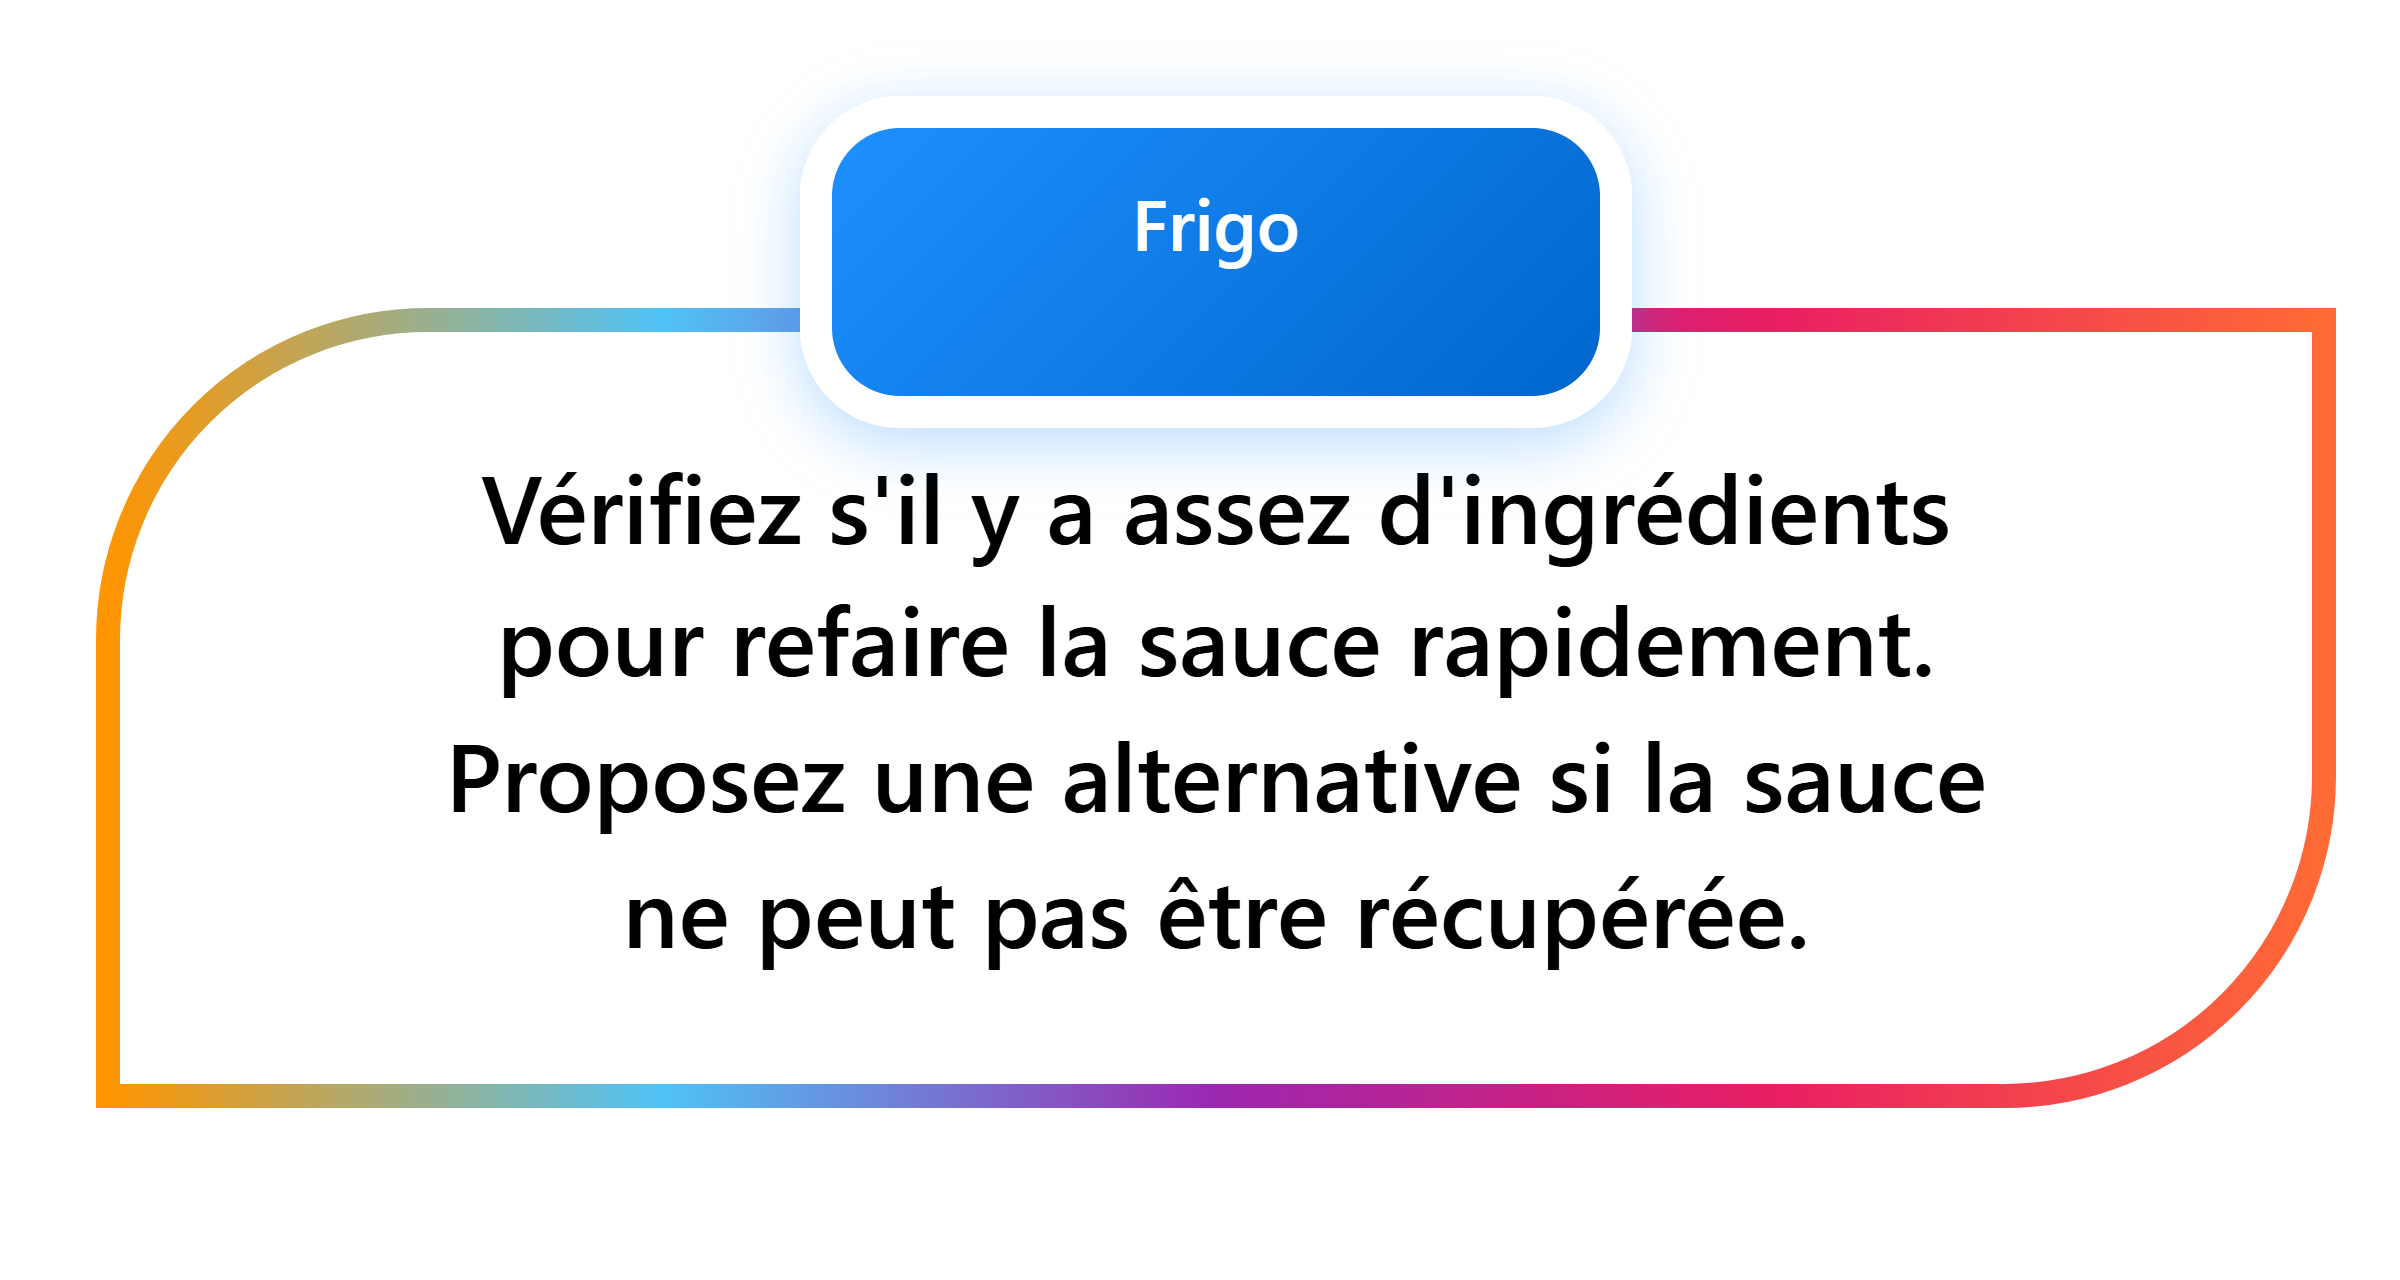 Frigo
Vérifiez s'il y a assez d'ingrédients
pour refaire la sauce rapidement.
Proposez une alternative si la sauce
ne peut pas être récupérée.